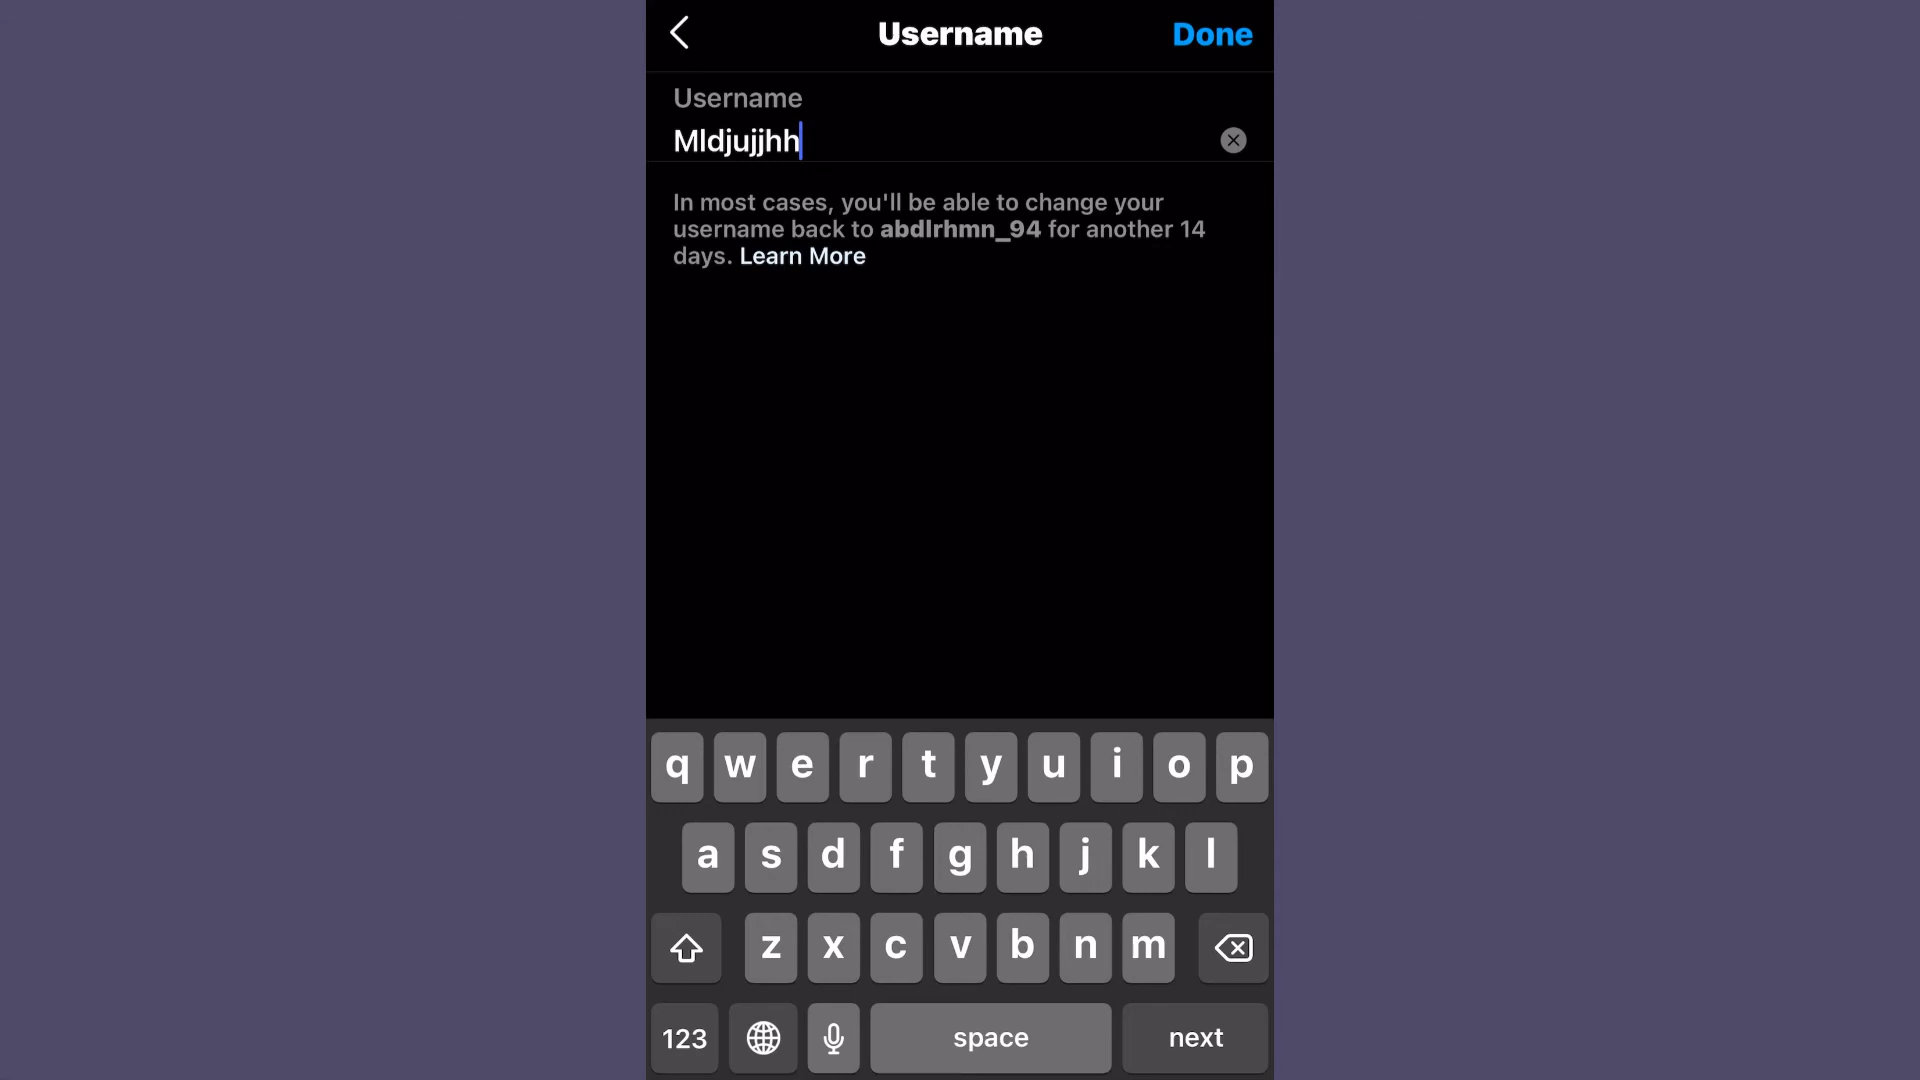 Username
Done
Username
Mldjujjhh
In most cases, you'll be able to change your
username back to abdlrhmn_94 for another 14
days. Learn More
q w e r t y u i o p
a s d f g h j k l
z x c v b n m
123 space next